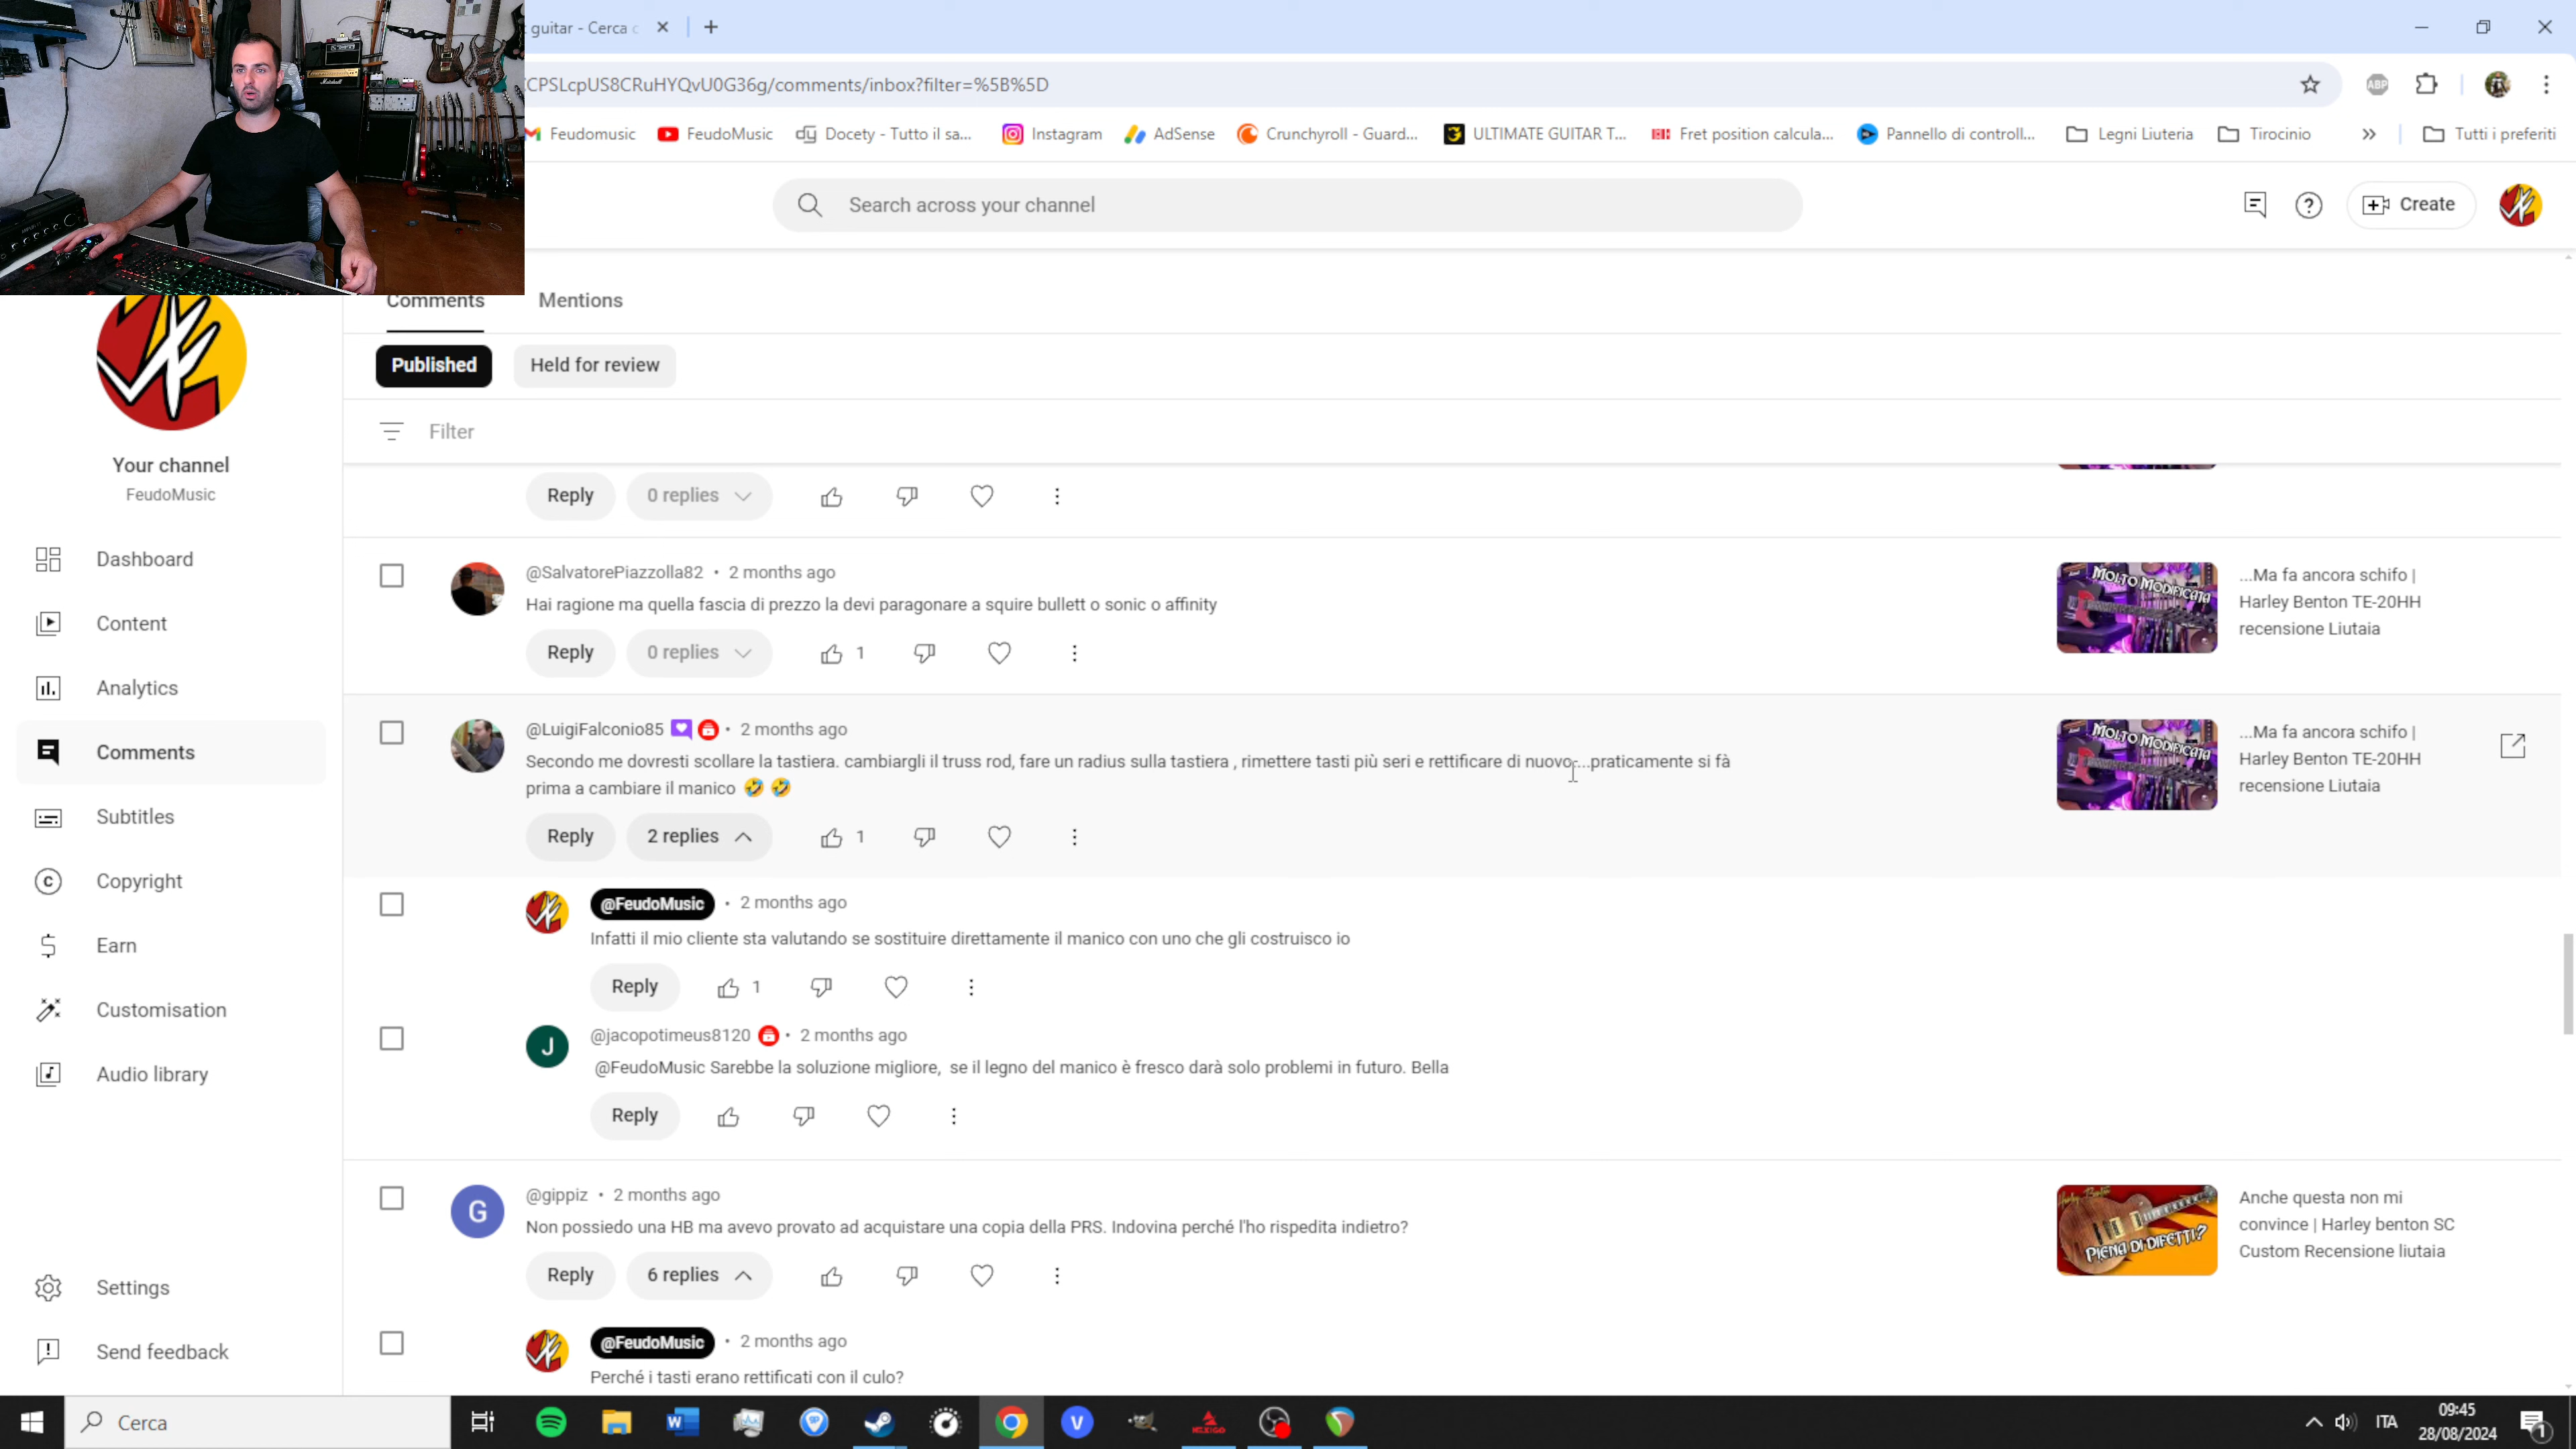 guitar - Cerca
CPSLcpUS8CRuHYQvU0G36g/comments/inbox?filter=%5B%5D
ABP
Feudomusic
FeudoMusic
Docety - Tutto il sa...
Instagram
AdSense
Crunchyroll - Guard...
ULTIMATE GUITAR T...
Fret position calcula...
Pannello di controll...
Legni Liuteria
Tirocinio
Tutti i preferiti
Search across your channel
Create
Comments
Mentions
Published
Held for review
Filter
Your channel
FeudoMusic
Dashboard
Content
Analytics
Comments
Subtitles
Copyright
Earn
Customisation
Audio library
Settings
Send feedback
Reply
0 replies
@SalvatorePiazzolla82 • 2 months ago
Hai ragione ma quella fascia di prezzo la devi paragonare a squire bullett o sonic o affinity
Reply
0 replies
1
MOLTO MODIFICATA
...Ma fa ancora schifo |
Harley Benton TE-20HH
recensione Liutaia
@LuigiFalconio85 • 2 months ago
Secondo me dovresti scollare la tastiera. cambiargli il truss rod, fare un radius sulla tastiera , rimettere tasti più seri e rettificare di nuovo....praticamente si fà
prima a cambiare il manico 🤣 🤣
Reply
2 replies
1
MOLTO MODIFICATA
...Ma fa ancora schifo |
Harley Benton TE-20HH
recensione Liutaia
@FeudoMusic • 2 months ago
Infatti il mio cliente sta valutando se sostituire direttamente il manico con uno che gli costruisco io
Reply
1
J
@jacopotimeus8120 • 2 months ago
@FeudoMusic Sarebbe la soluzione migliore, se il legno del manico è fresco darà solo problemi in futuro. Bella
Reply
G
@gippiz • 2 months ago
Non possiedo una HB ma avevo provato ad acquistare una copia della PRS. Indovina perché l'ho rispedita indietro?
Reply
6 replies
Harley Benton
PIENA DI DIFETTI?
Anche questa non mi
convince | Harley benton SC
Custom Recensione liutaia
@FeudoMusic • 2 months ago
Perché i tasti erano rettificati con il culo?
Cerca
ITA
09:45
28/08/2024
1